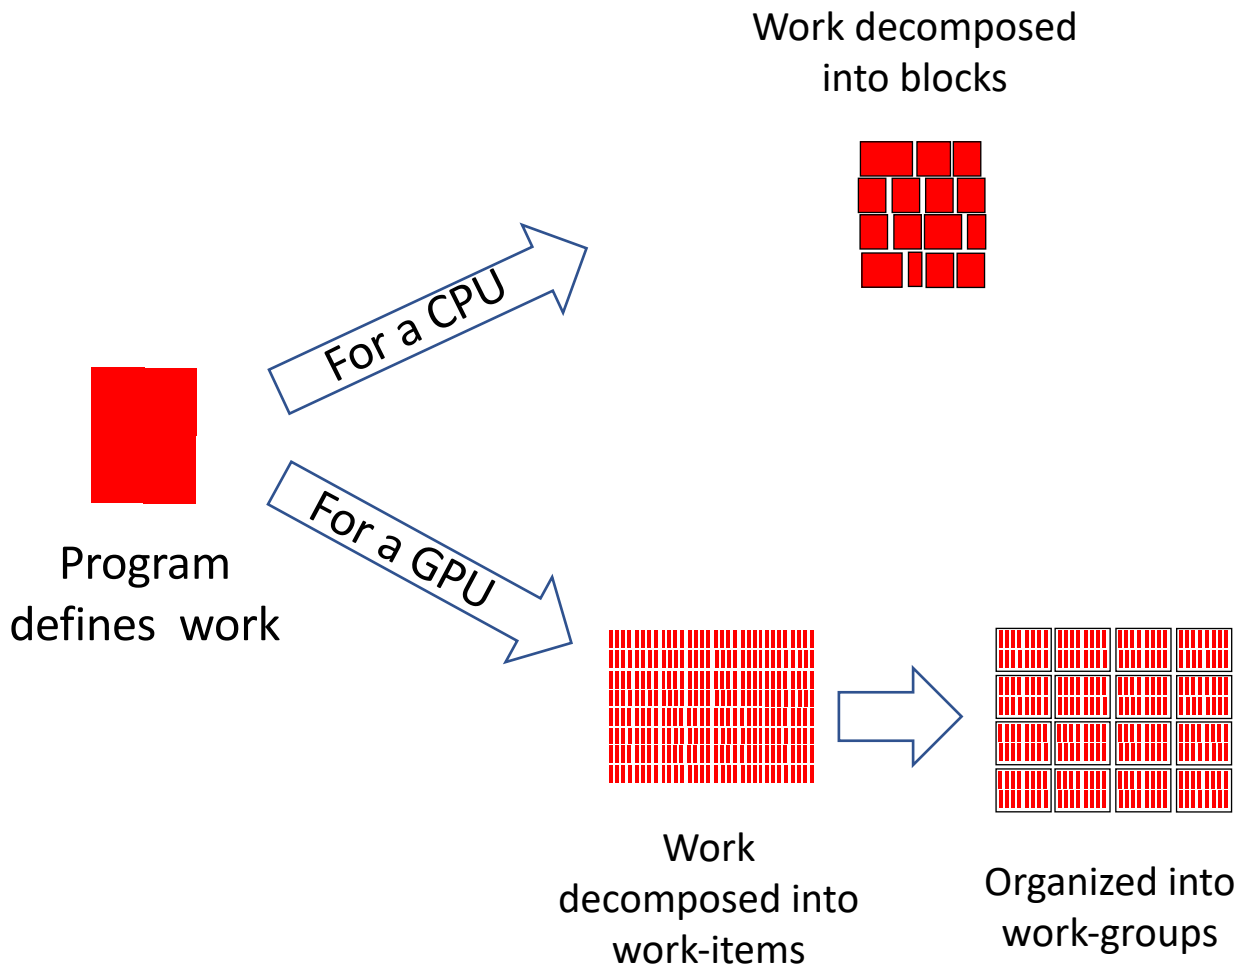 Work decomposed
into blocks
For a CPU
For a GPU
Program
defines  work
Work
decomposed into
work-items
Organized into
work-groups